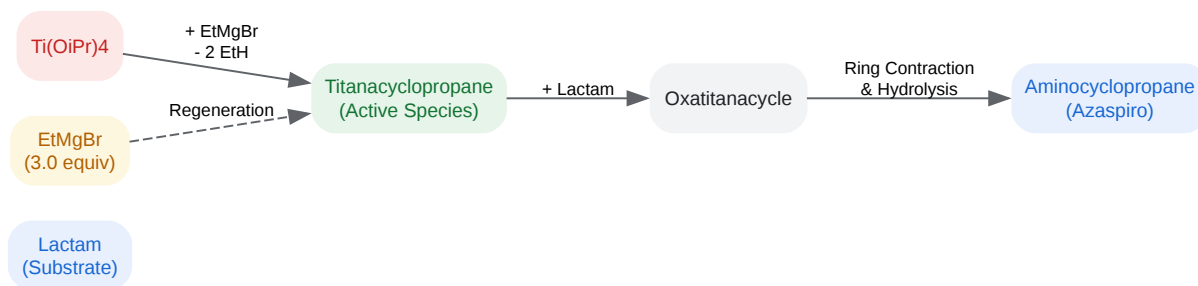 Ti(OiPr)4
+ EtMgBr
- 2 EtH
Titanacyclopropane
(Active Species)
+ Lactam
Oxatitanacycle
Ring Contraction
& Hydrolysis
Aminocyclopropane
(Azaspiro)
Regeneration
EtMgBr
(3.0 equiv)
Lactam
(Substrate)